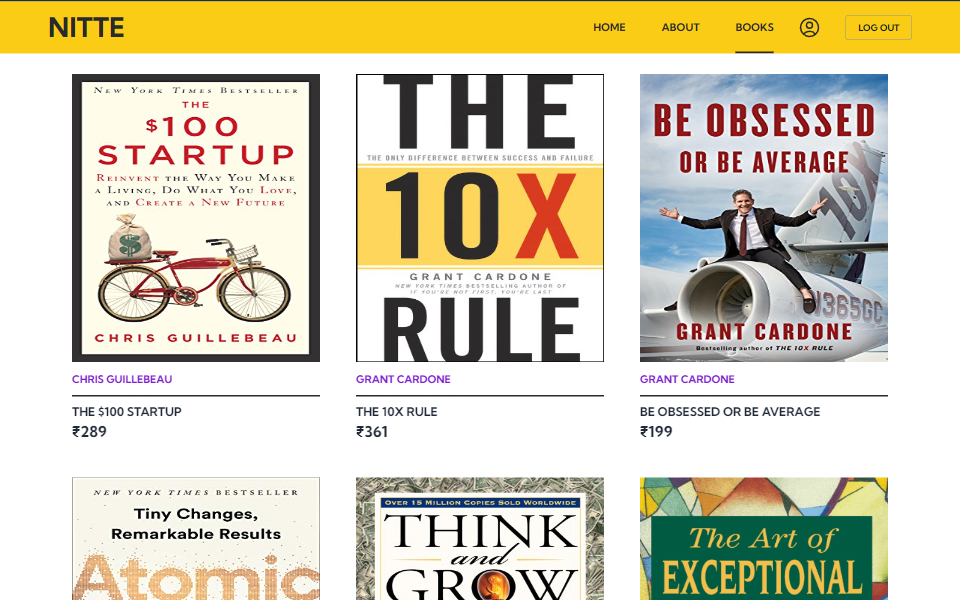 NITTE
HOME
ABOUT
BOOKS
LOG OUT
NEW YORK TIMES BESTSELLER
THE
$100
STARTUP
REINVENT THE WAY YOU MAKE
A LIVING, DO WHAT YOU LOVE,
AND CREATE A NEW FUTURE
$
CHRIS GUILLEBEAU
THE
THE ONLY DIFFERENCE BETWEEN SUCCESS AND FAILURE
10X
GRANT CARDONE
NEW YORK TIMES BESTSELLING AUTHOR OF
IF YOU'RE NOT FIRST, YOU'RE LAST
RULE
BE OBSESSED
OR BE AVERAGE
10X
N365GC
GRANT CARDONE
Bestselling author of THE 10X RULE
CHRIS GUILLEBEAU
THE $100 STARTUP
₹289
GRANT CARDONE
THE 10X RULE
₹361
GRANT CARDONE
BE OBSESSED OR BE AVERAGE
₹199
NEW YORK TIMES BESTSELLER
Tiny Changes,
Remarkable Results
Atomic
OVER 15 MILLION COPIES SOLD WORLDWIDE
THINK
and
GROW
The Art of
EXCEPTIONAL